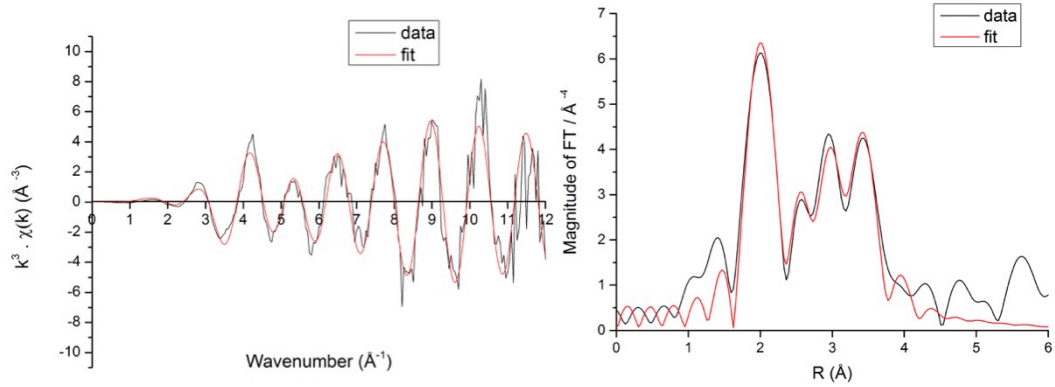 data
fit
10
8
6
4
2
0
-2
-4
-6
-8
-10
0 1 2 3 4 5 6 7 8 9 10 11 12
k³ . χ(k) (Å ⁻³)
Wavenumber (Å⁻¹)
data
fit
7
6
5
4
3
2
1
0
0 1 2 3 4 5 6
Magnitude of FT / Å ⁻⁴
R (Å)